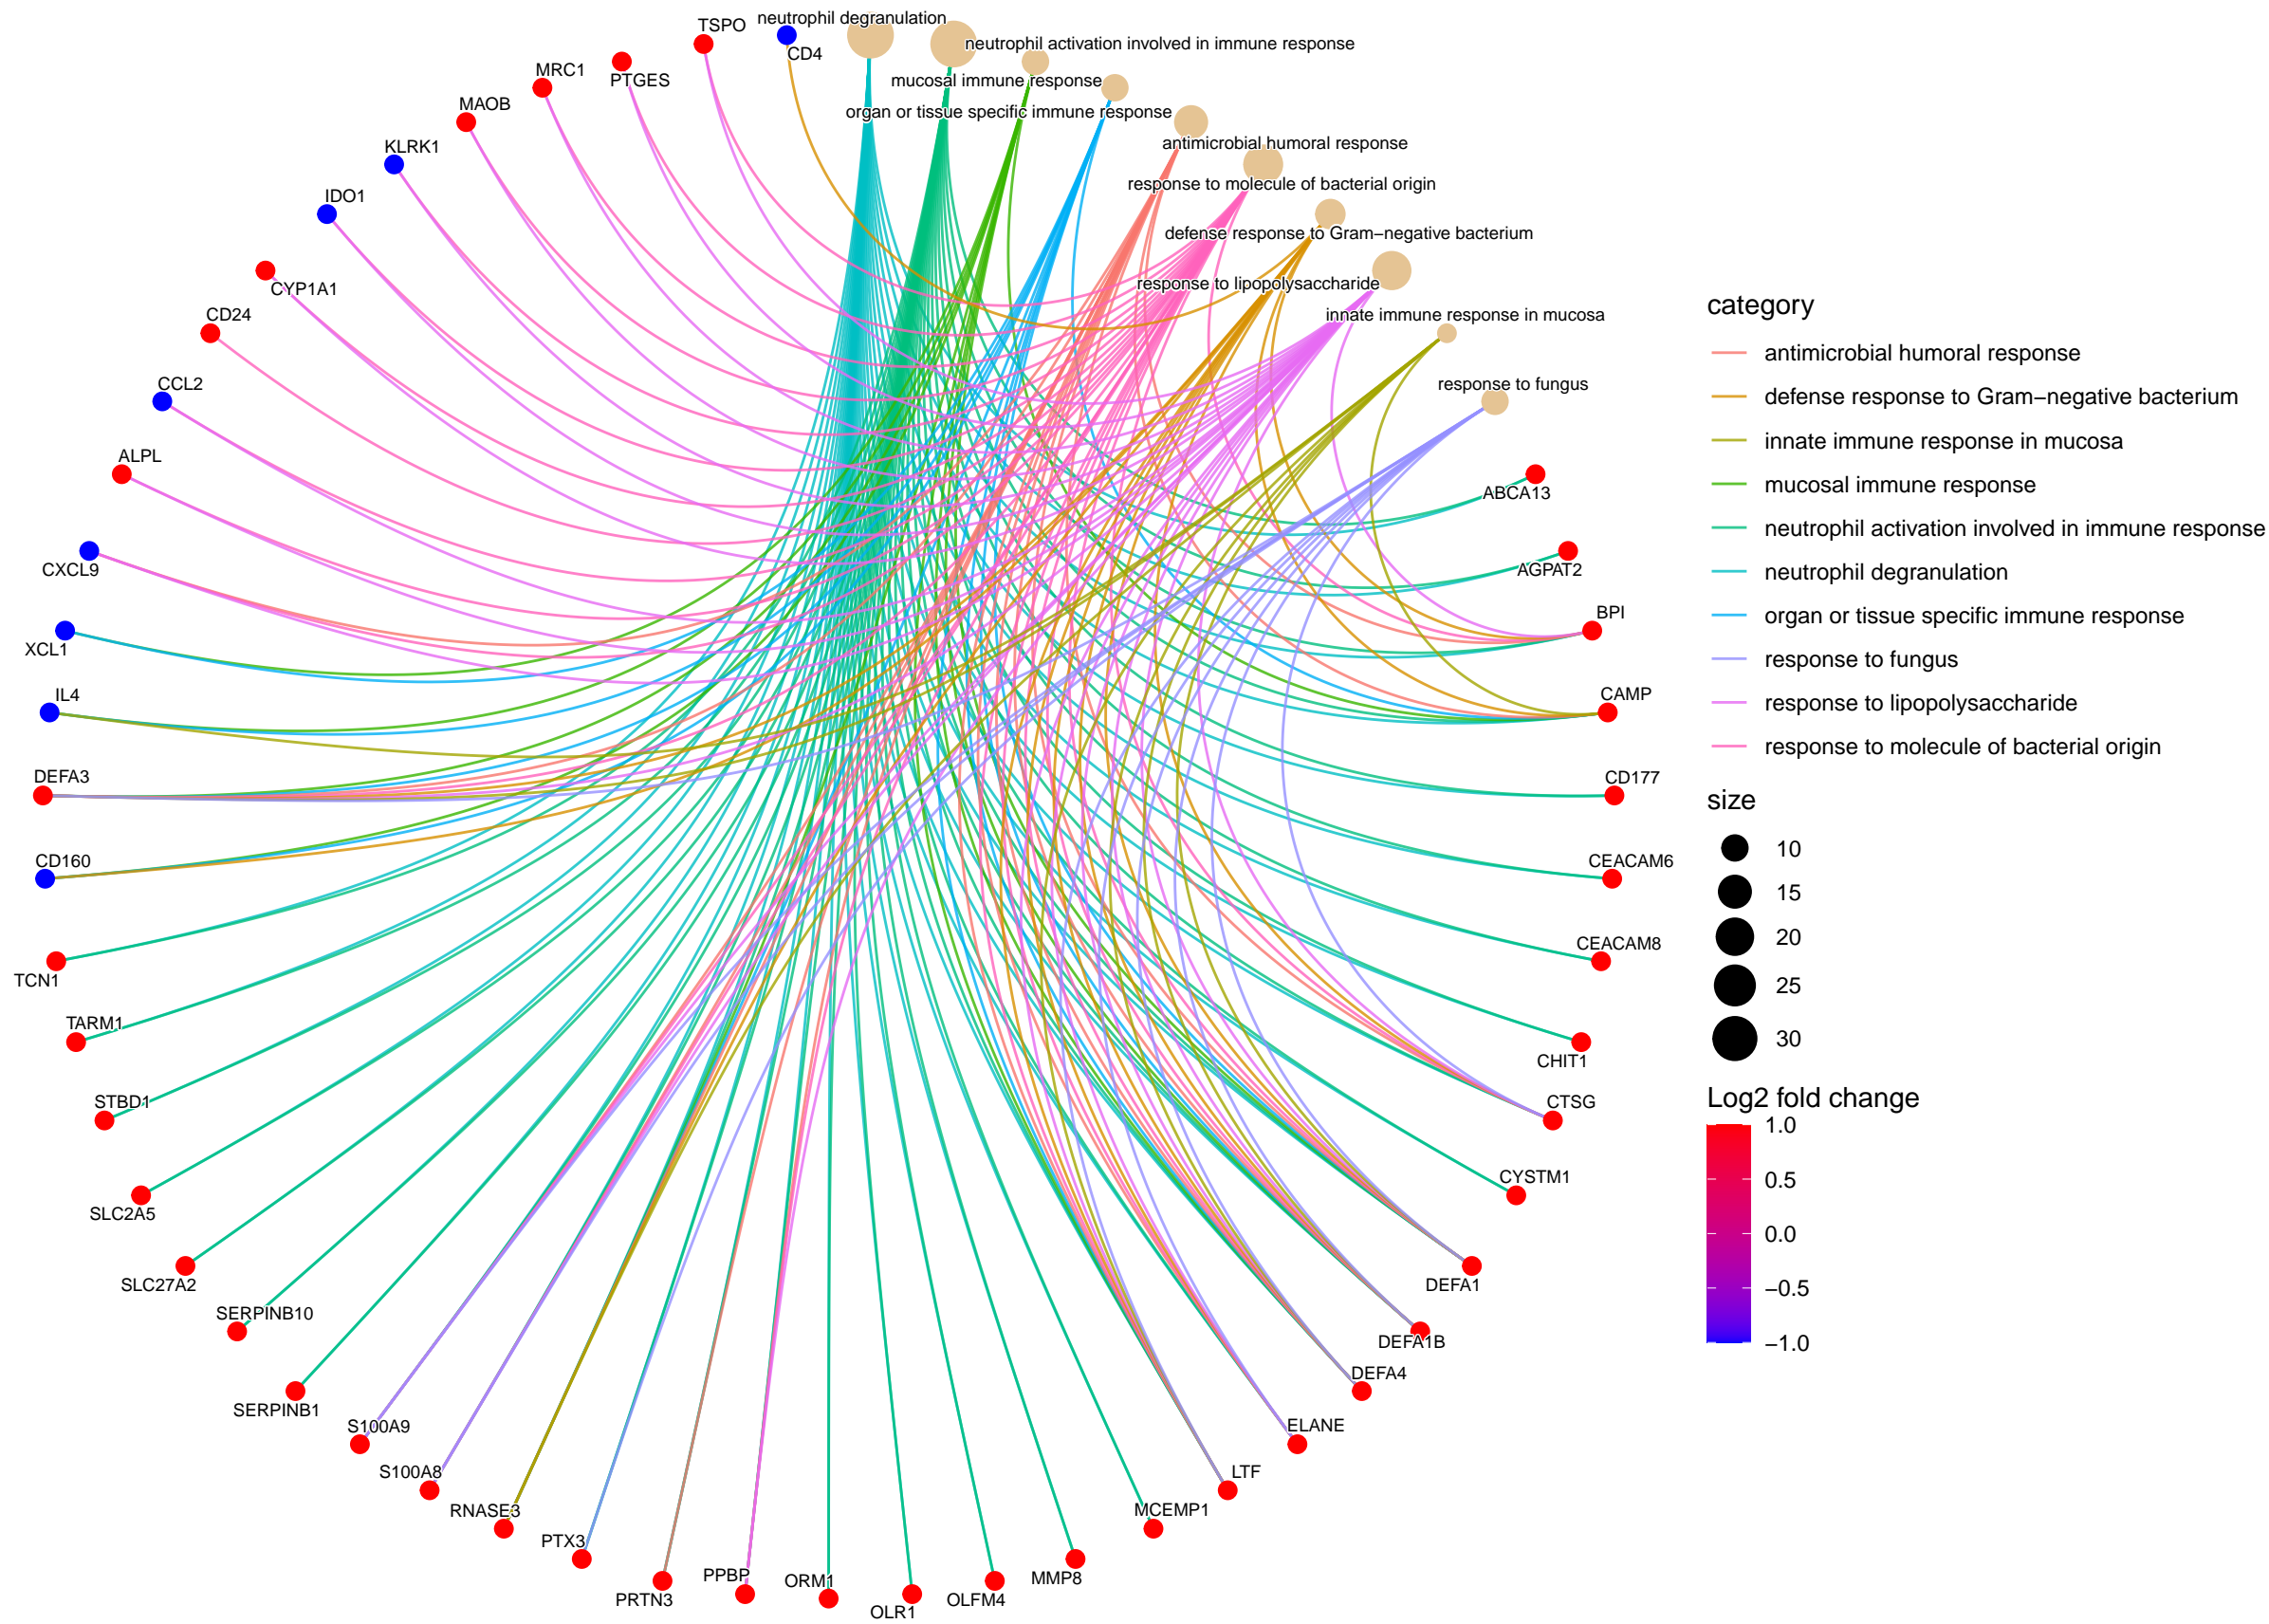 TSPO
neutrophil degranulation
CD4
neutrophil activation involved in immune response
MRC1
PTGES
mucosal immune response
MAOB
organ or tissue specific immune response
KLRK1
antimicrobial humoral response
response to molecule of bacterial origin
IDO1
defense response to Gram−negative bacterium
CYP1A1
response to lipopolysaccharide
CD24
innate immune response in mucosa
CCL2
response to fungus
ALPL
ABCA13
CXCL9
AGPAT2
XCL1
BPI
IL4
CAMP
DEFA3
CD177
CD160
CEACAM6
TCN1
CEACAM8
TARM1
CHIT1
STBD1
CTSG
SLC2A5
CYSTM1
SLC27A2
DEFA1
SERPINB10
DEFA1B
SERPINB1
DEFA4
S100A9
ELANE
S100A8
LTF
RNASE3
MCEMP1
PTX3
MMP8
PRTN3
PPBP
ORM1
OLR1
OLFM4
category
antimicrobial humoral response
defense response to Gram−negative bacterium
innate immune response in mucosa
mucosal immune response
neutrophil activation involved in immune response
neutrophil degranulation
organ or tissue specific immune response
response to fungus
response to lipopolysaccharide
response to molecule of bacterial origin
size
10
15
20
25
30
Log2 fold change
1.0
0.5
0.0
−0.5
−1.0